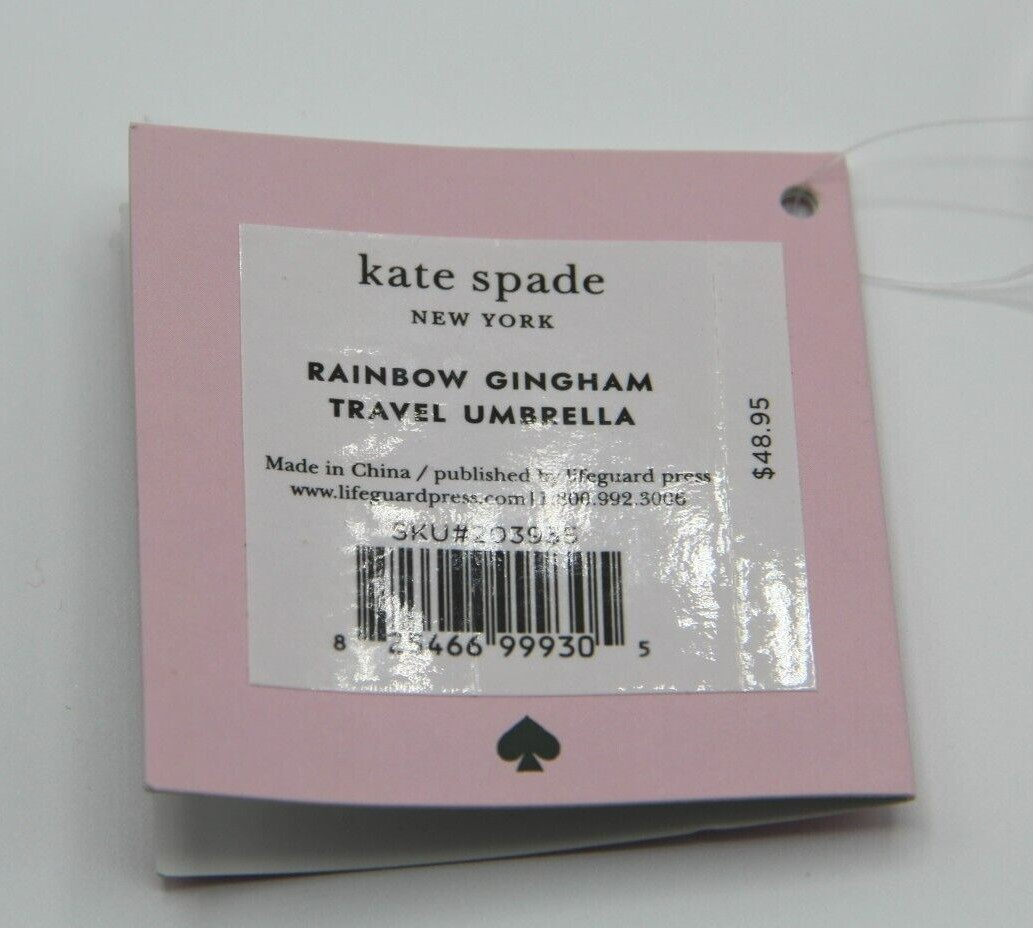 kate spade
NEW YORK
RAINBOW GINGHAM
TRAVEL UMBRELLA
Made in China / published by lifeguard press
www.lifeguardpress.com | 1.800.992.3006
$48.95
8 25466 99930 5